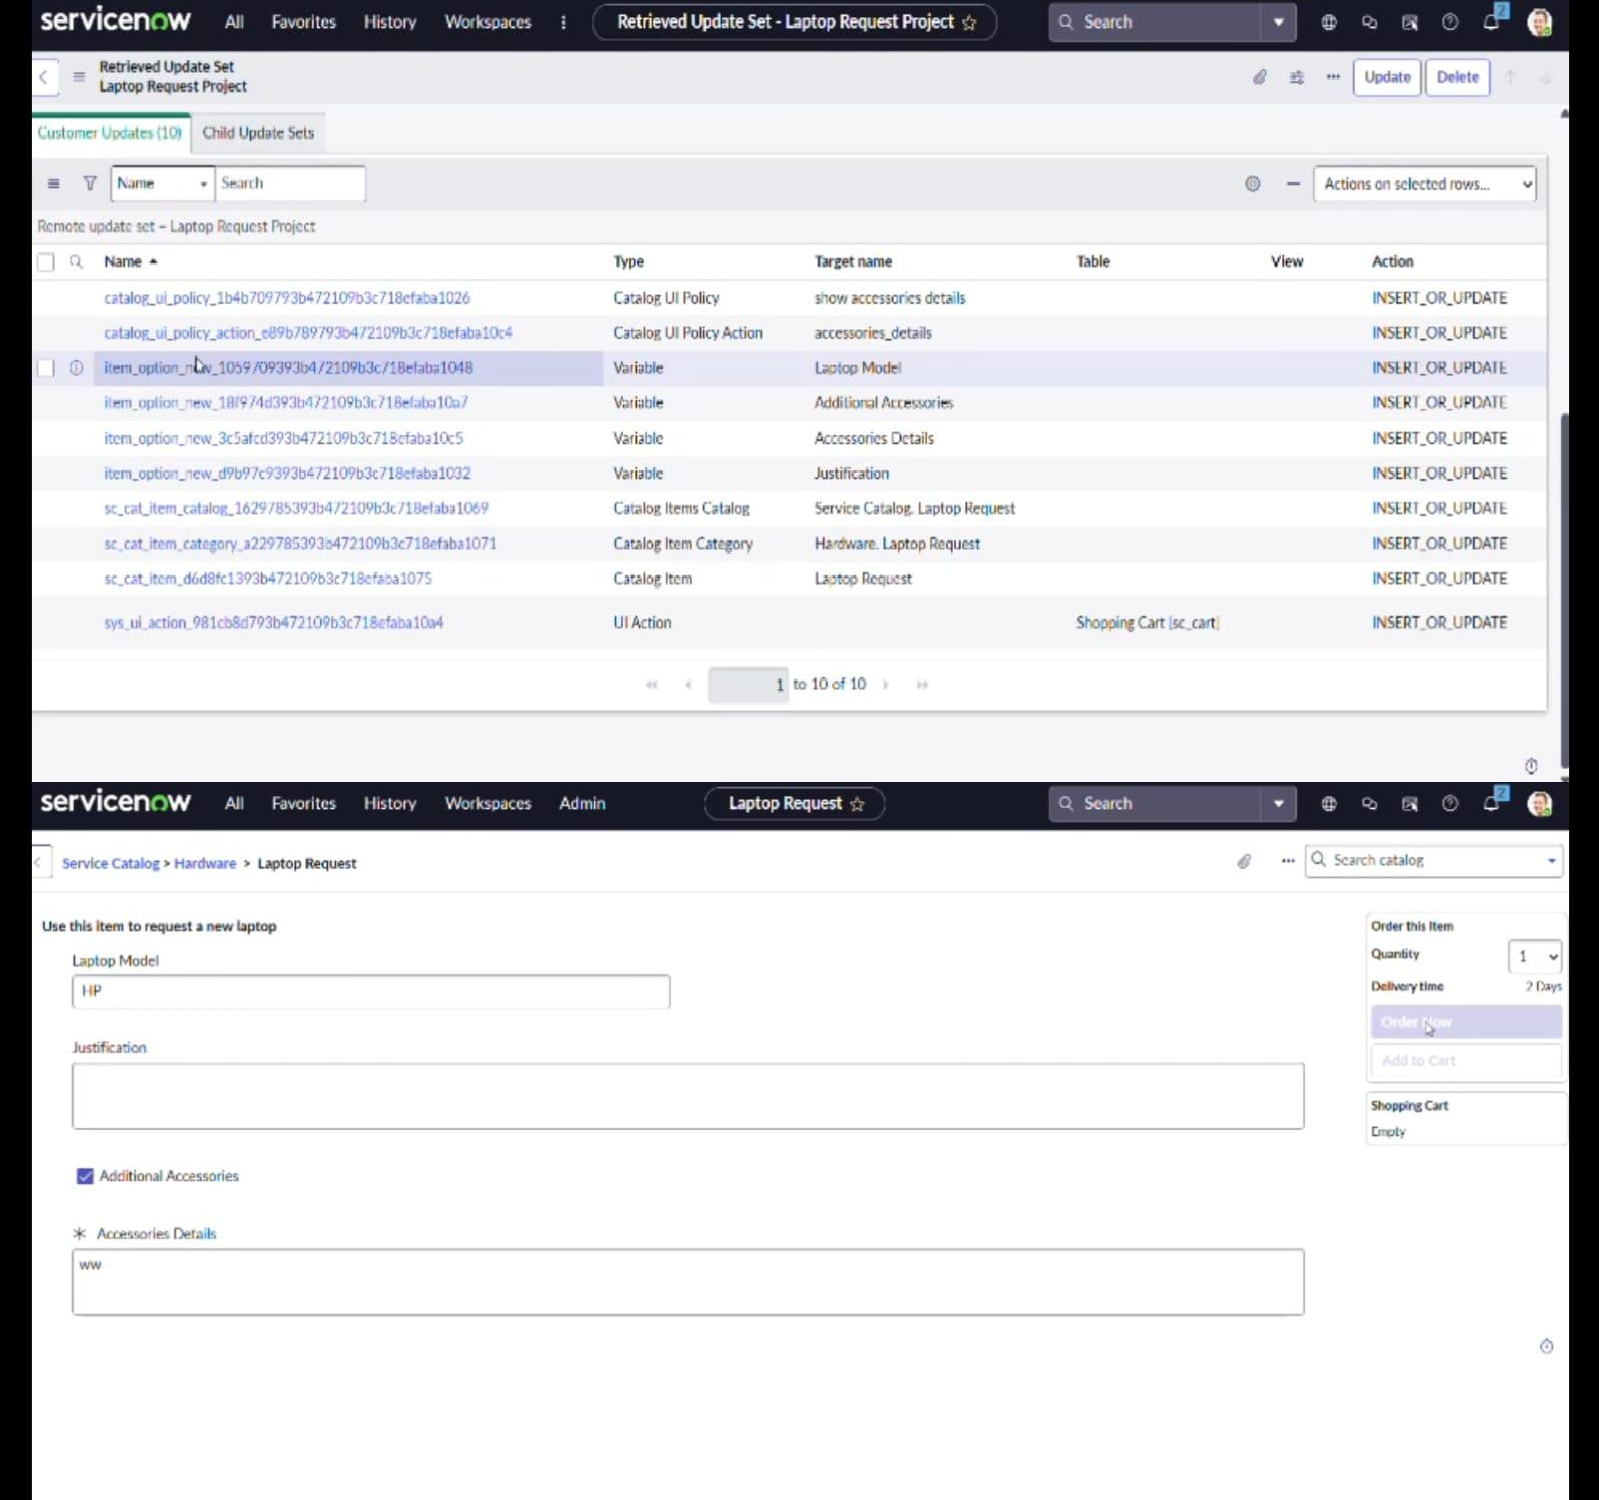 servicenow All Favorites History Workspaces Retrieved Update Set - Laptop Request Project Search 2
Retrieved Update Set
Laptop Request Project
Update Delete
Customer Updates (10) Child Update Sets
Name Search Actions on selected rows...
Remote update set = Laptop Request Project
Name Type Target name Table View Action
catalog_ui_policy_1b4b709793b472109b3c718efaba1026 Catalog UI Policy show accessories details INSERT_OR_UPDATE
catalog_ui_policy_action_e89b789793b472109b3c718efaba10c4 Catalog UI Policy Action accessories_details INSERT_OR_UPDATE
item_option_new_1059709393b472109b3c718efaba1048 Variable Laptop Model INSERT_OR_UPDATE
item_option_new_18f974d393b472109b3c718efaba10a7 Variable Additional Accessories INSERT_OR_UPDATE
item_option_new_3c5afcd393b472109b3c718efaba10c5 Variable Accessories Details INSERT_OR_UPDATE
item_option_new_d9b97c9393b472109b3c718efaba1032 Variable Justification INSERT_OR_UPDATE
sc_cat_item_catalog_1629785393b472109b3c718efaba1069 Catalog Items Catalog Service Catalog. Laptop Request INSERT_OR_UPDATE
sc_cat_item_category_a229785393b472109b3c718efaba1071 Catalog Item Category Hardware. Laptop Request INSERT_OR_UPDATE
sc_cat_item_d6d8fc1393b472109b3c718efaba1075 Catalog Item Laptop Request INSERT_OR_UPDATE
sys_ui_action_981cb8d793b472109b3c718efaba10a4 UI Action Shopping Cart [sc_cart] INSERT_OR_UPDATE
1 to 10 of 10
servicenow All Favorites History Workspaces Admin Laptop Request Search 2
Service Catalog > Hardware > Laptop Request Search catalog
Use this item to request a new laptop
Order this Item
Quantity 1
Delivery time 2 Days
Order Now
Add to Cart
Shopping Cart
Empty
Laptop Model
HP
Justification
Additional Accessories
* Accessories Details
ww